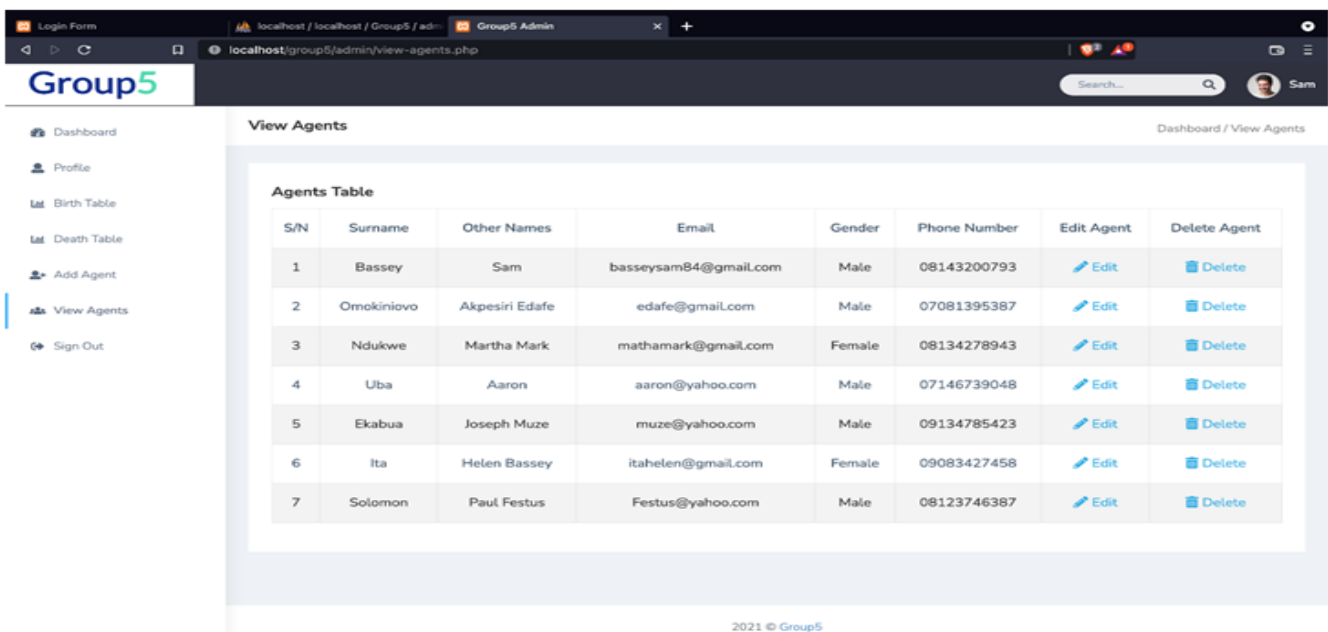 Login Form
localhost / localhost / Group5 / adm
Group5 Admin
localhost/group5/admin/view-agents.php
Group5
Search...
Sam
Dashboard
Profile
Birth Table
Death Table
Add Agent
View Agents
Sign Out
View Agents
Dashboard / View Agents
Agents Table
S/N Surname Other Names Email Gender Phone Number Edit Agent Delete Agent
1 Bassey Sam basseysam84@gmail.com Male 08143200793 Edit Delete
2 Omokiniovo Akpesiri Edafe edafe@gmail.com Male 07081395387 Edit Delete
3 Ndukwe Martha Mark mathamark@gmail.com Female 08134278943 Edit Delete
4 Uba Aaron aaron@yahoo.com Male 07146739048 Edit Delete
5 Ekabua Joseph Muze muze@yahoo.com Male 09134785423 Edit Delete
6 Ita Helen Bassey itahelen@gmail.com Female 09083427458 Edit Delete
7 Solomon Paul Festus Festus@yahoo.com Male 08123746387 Edit Delete
2021 © Group5